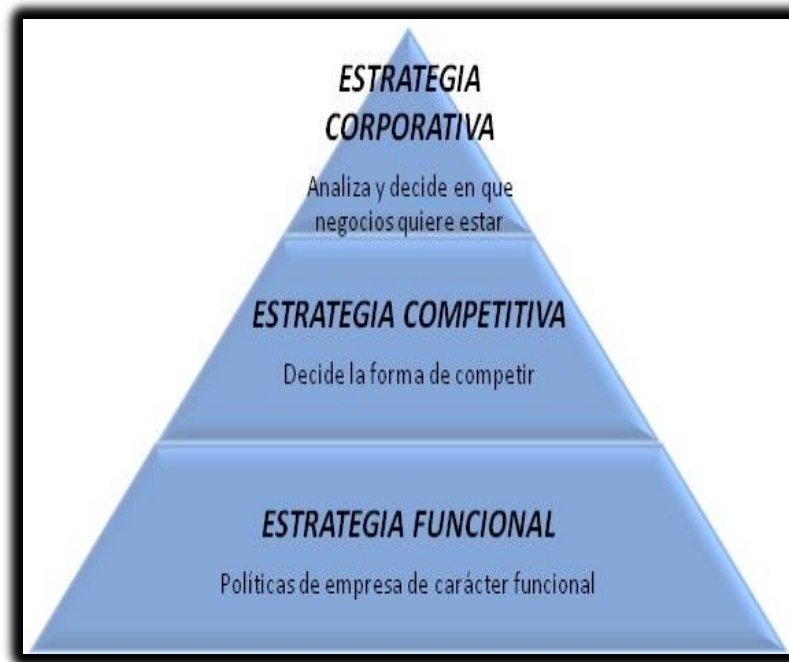 ESTRATEGIA
CORPORATIVA
Analiza y decide en que
negocios quiere estar
ESTRATEGIA COMPETITIVA
Decide la forma de competir
ESTRATEGIA FUNCIONAL
Políticas de empresa de carácter funcional